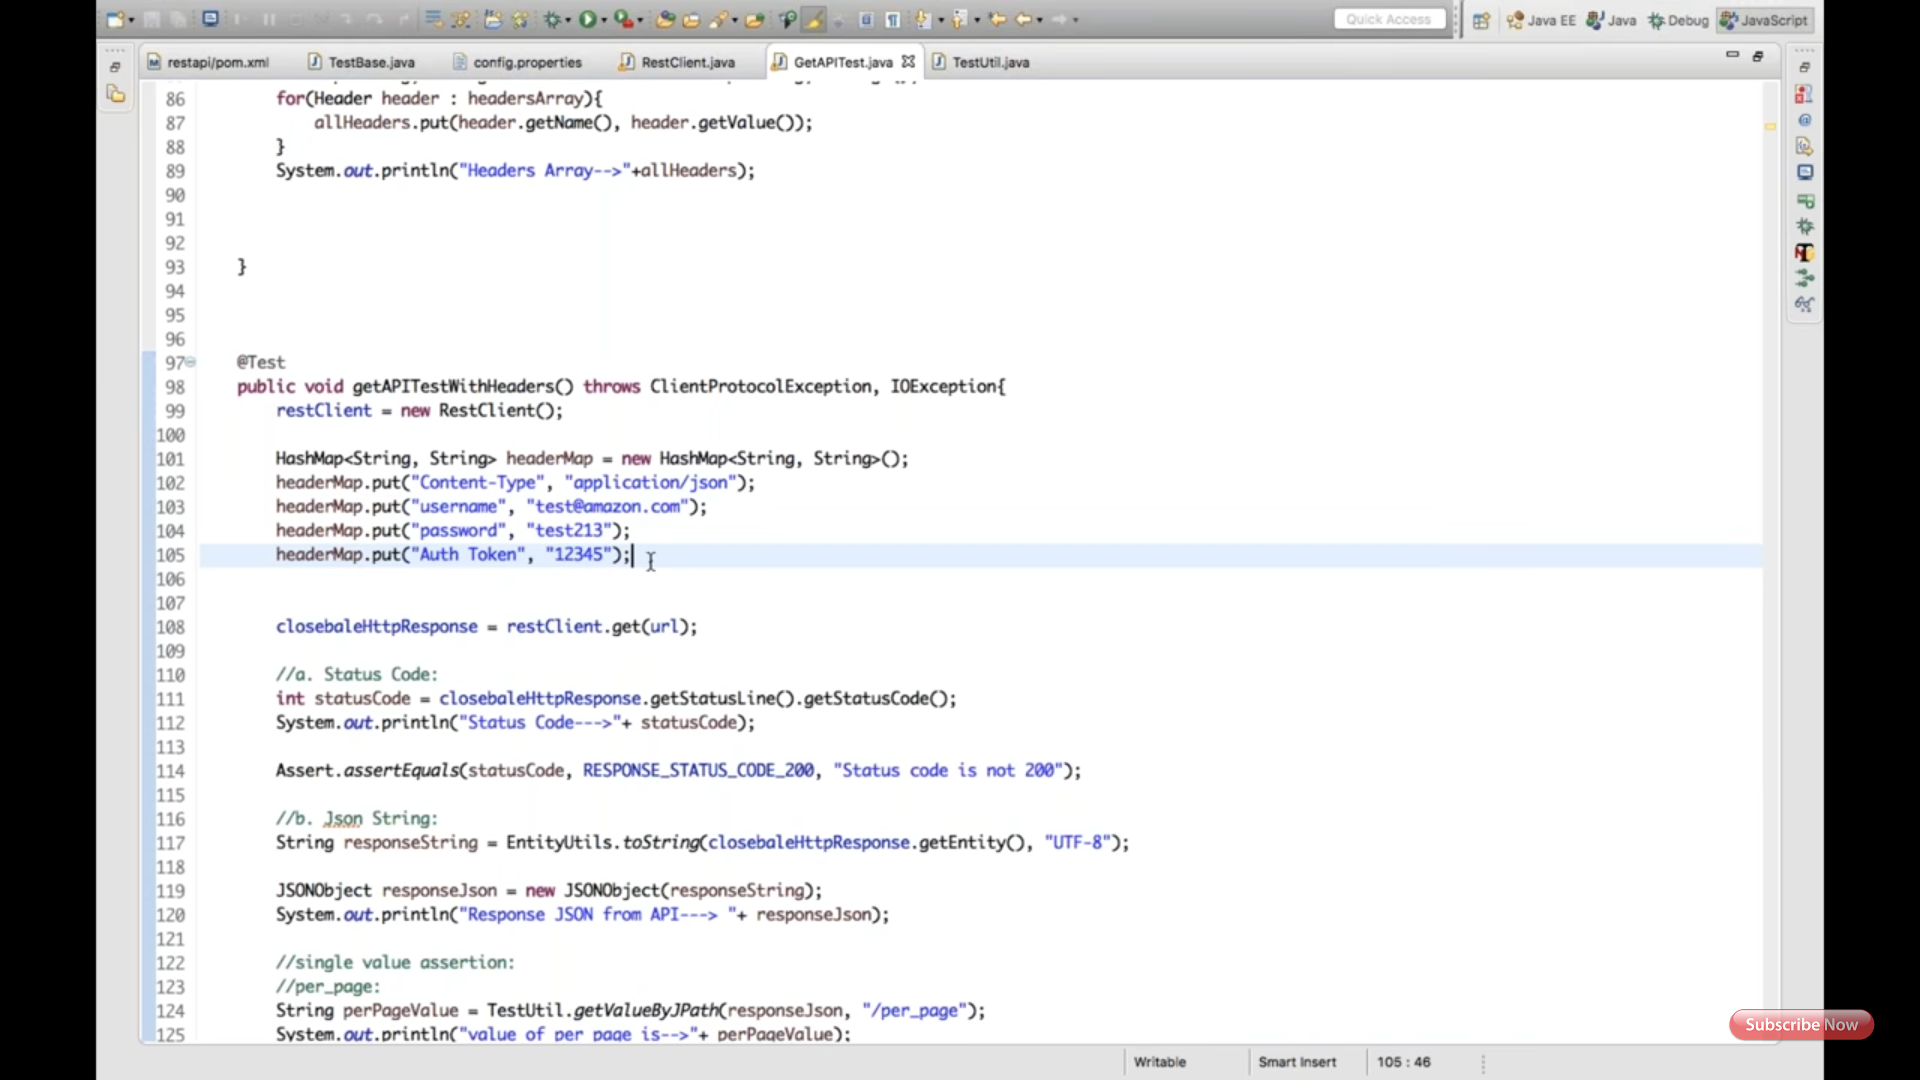 Quick Access
Java EE
Java
Debug
JavaScript
restapi/pom.xml
TestBase.java
config.properties
RestClient.java
GetAPITest.java
TestUtil.java
86 for(Header header : headersArray){
87 allHeaders.put(header.getName(), header.getValue());
88 }
89 System.out.println("Headers Array-->"+allHeaders);
90
91
92
93 }
94
95
96
97 @Test
98 public void getAPITestWithHeaders() throws ClientProtocolException, IOException{
99 restClient = new RestClient();
100
101 HashMap<String, String> headerMap = new HashMap<String, String>();
102 headerMap.put("Content-Type", "application/json");
103 headerMap.put("username", "test@amazon.com");
104 headerMap.put("password", "test213");
105 headerMap.put("Auth Token", "12345");
106
107
108 closebaleHttpResponse = restClient.get(url);
109
110 //a. Status Code:
111 int statusCode = closebaleHttpResponse.getStatusLine().getStatusCode();
112 System.out.println("Status Code--->"+ statusCode);
113
114 Assert.assertEquals(statusCode, RESPONSE_STATUS_CODE_200, "Status code is not 200");
115
116 //b. Json String:
117 String responseString = EntityUtils.toString(closebaleHttpResponse.getEntity(), "UTF-8");
118
119 JSONObject responseJson = new JSONObject(responseString);
120 System.out.println("Response JSON from API---> "+ responseJson);
121
122 //single value assertion:
123 //per_page:
124 String perPageValue = TestUtil.getValueByJPath(responseJson, "/per_page");
125 System.out.println("value of per page is-->"+ perPageValue);
Subscribe Now
Writable
Smart Insert
105 : 46